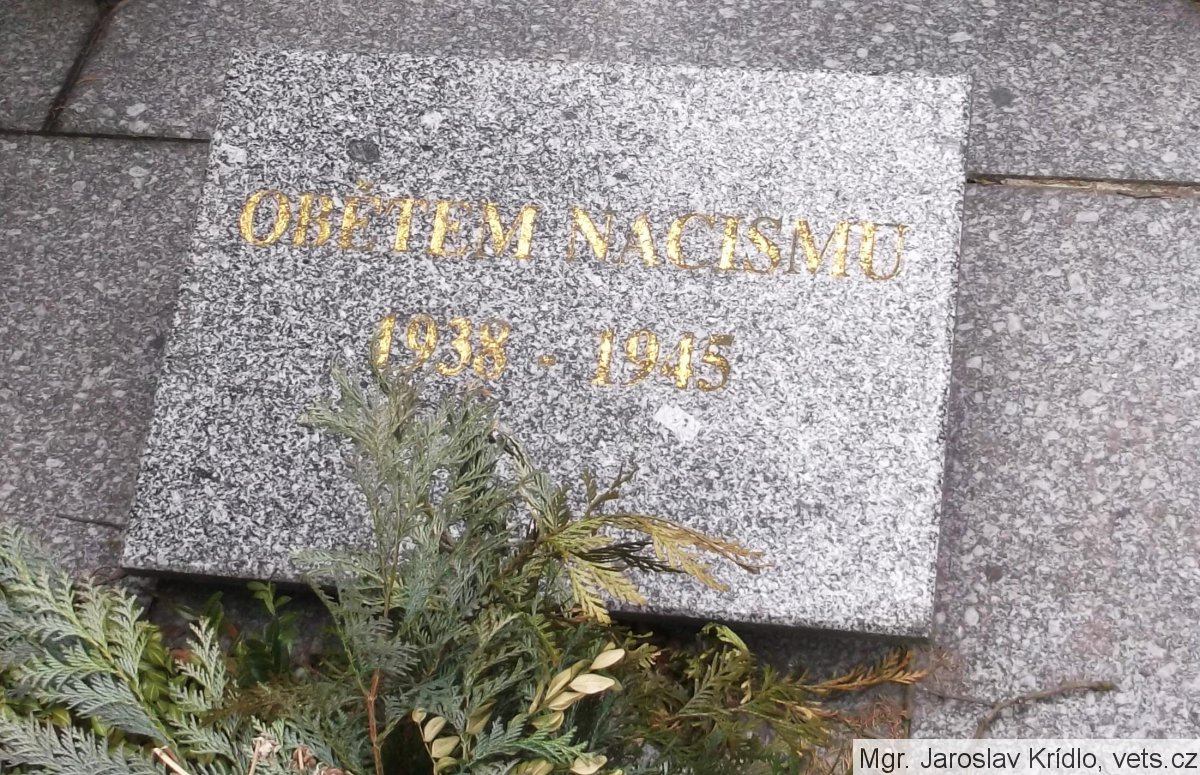 OBĚTEM NACISMU
1938 - 1945
Mgr. Jaroslav Krídlo, vets.cz